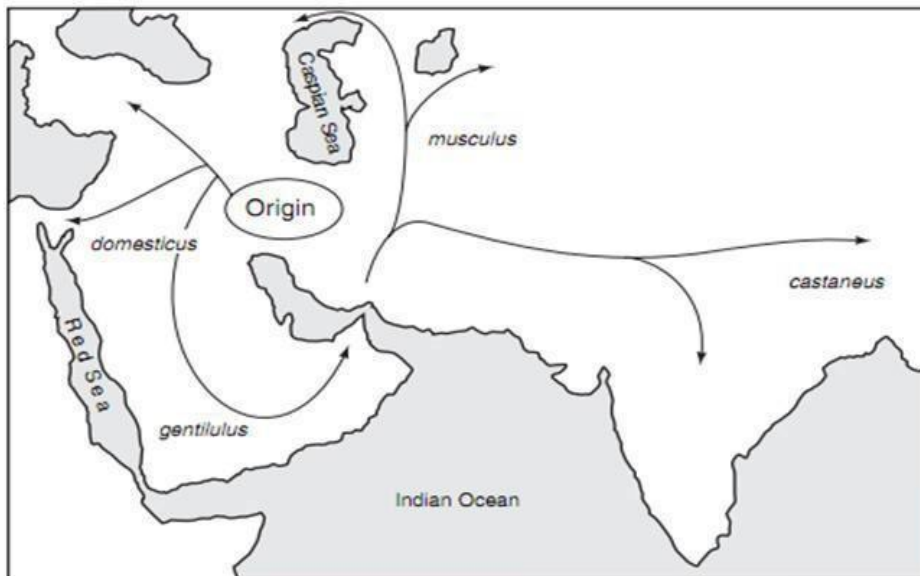 Caspian Sea
musculus
Origin
domesticus
castaneus
Red Sea
gentilulus
Indian Ocean